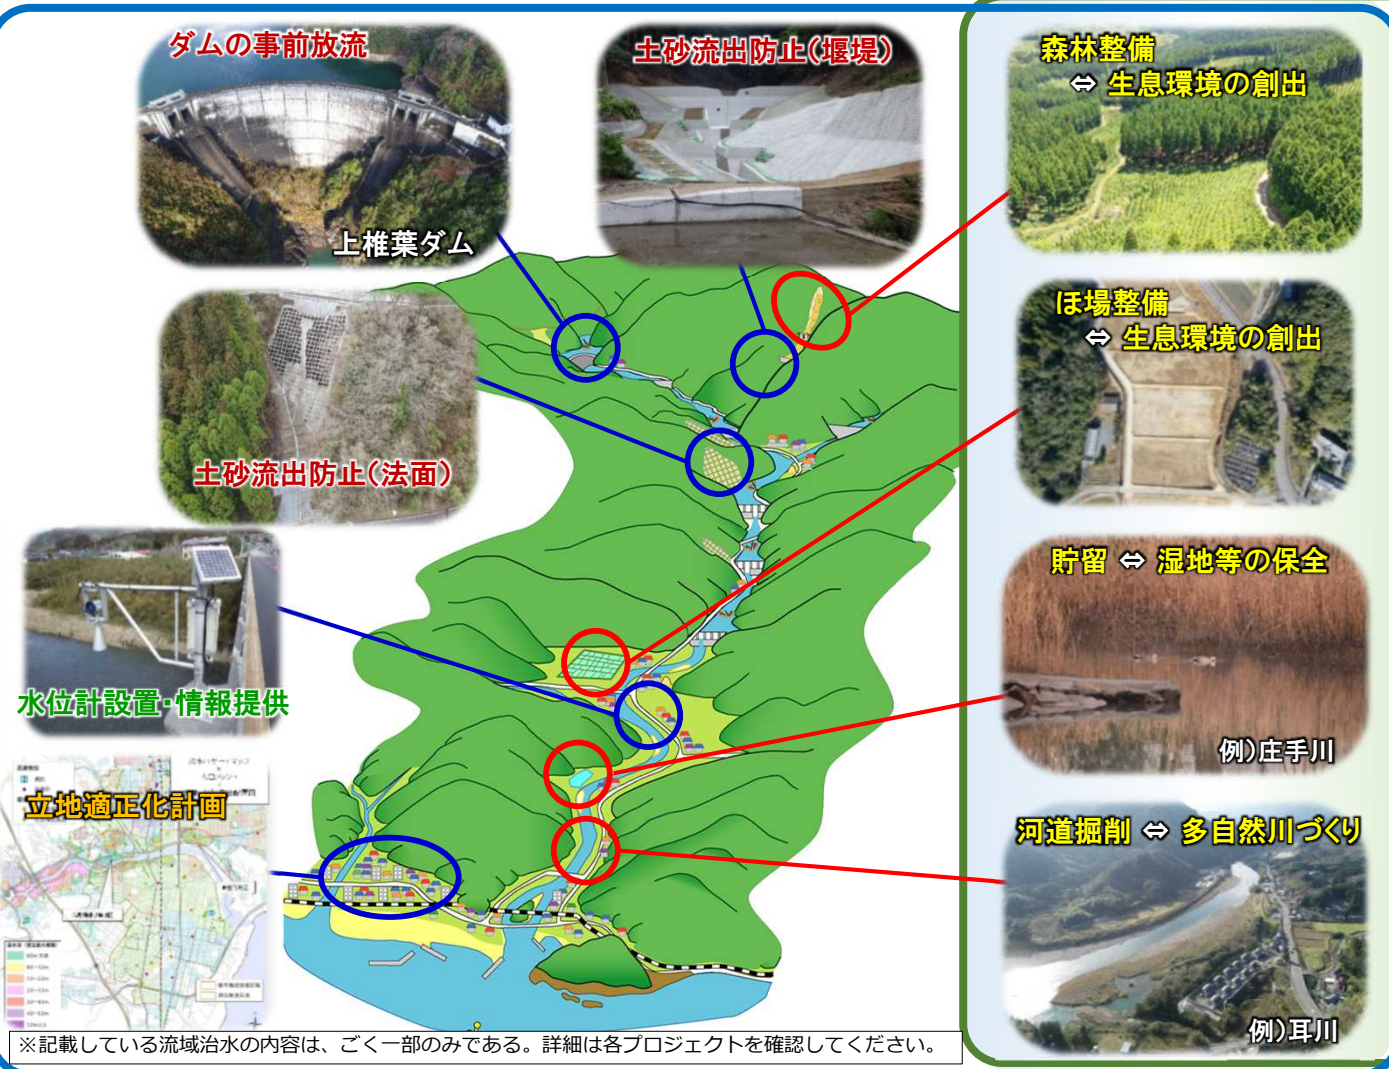 ダムの事前放流
上椎葉ダム
土砂流出防止(堰堤)
土砂流出防止(法面)
水位計設置・情報提供
立地適正化計画
森林整備
⇔ 生息環境の創出
ほ場整備
⇔ 生息環境の創出
貯留 ⇔ 湿地等の保全
例)庄手川
河道掘削 ⇔ 多自然川づくり
例)耳川
※記載している流域治水の内容は、ごく一部のみである。詳細は各プロジェクトを確認してください。